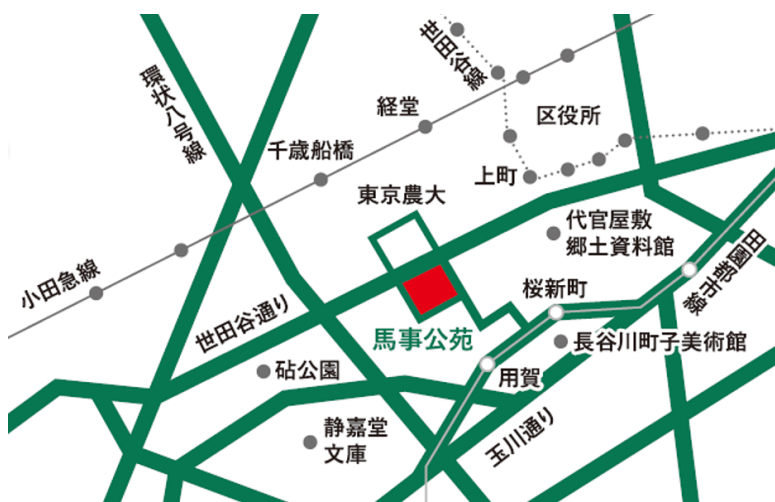 世田谷線
環状八号線
経堂
区役所
千歳船橋
上町
東京農大
代官屋敷
郷土資料館
小田急線
田園都市線
桜新町
世田谷通り
馬事公苑
長谷川町子美術館
砧公園
用賀
静嘉堂
文庫
玉川通り